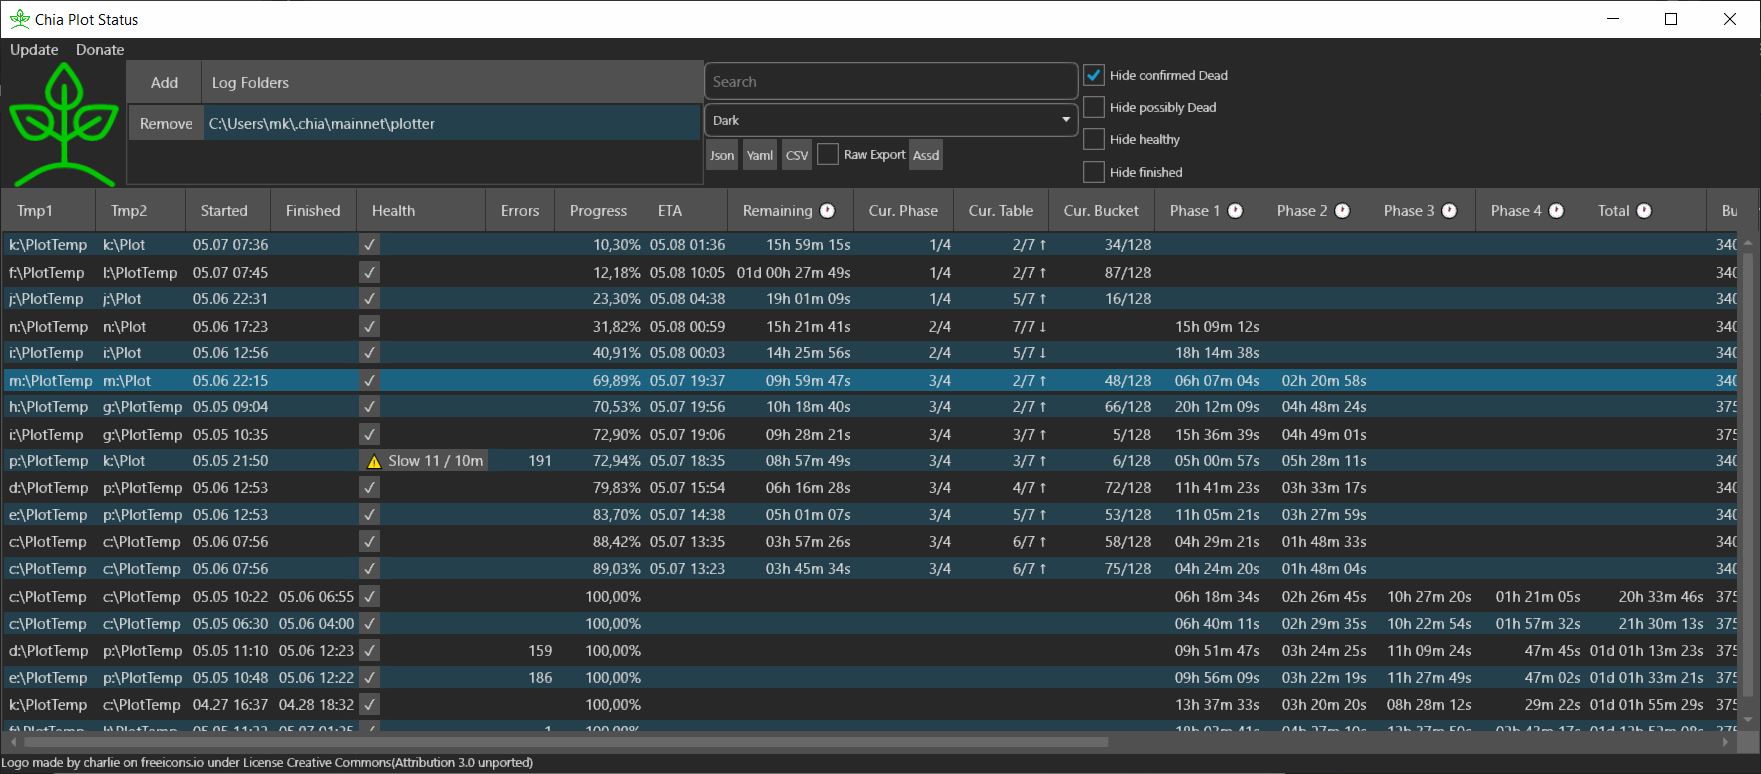 Chia Plot Status
Update Donate
Add Log Folders
Remove C:\Users\mk\.chia\mainnet\plotter
Search
Dark
Json Yaml CSV Raw Export Assd
Hide confirmed Dead
Hide possibly Dead
Hide healthy
Hide finished
Tmp1 Tmp2 Started Finished Health Errors Progress ETA Remaining Cur. Phase Cur. Table Cur. Bucket Phase 1 Phase 2 Phase 3 Phase 4 Total Bu
k:\PlotTemp k:\Plot 05.07 07:36 ✓ 10,30% 05.08 01:36 15h 59m 15s 1/4 2/7 ↑ 34/128 340
f:\PlotTemp l:\PlotTemp 05.07 07:45 ✓ 12,18% 05.08 10:05 01d 00h 27m 49s 1/4 2/7 ↑ 87/128 340
j:\PlotTemp j:\Plot 05.06 22:31 ✓ 23,30% 05.08 04:38 19h 01m 09s 1/4 5/7 ↑ 16/128 340
n:\PlotTemp n:\Plot 05.06 17:23 ✓ 31,82% 05.08 00:59 15h 21m 41s 2/4 7/7 ↓ 15h 09m 12s 340
i:\PlotTemp i:\Plot 05.06 12:56 ✓ 40,91% 05.08 00:03 14h 25m 56s 2/4 5/7 ↓ 18h 14m 38s 340
m:\PlotTemp m:\Plot 05.06 22:15 ✓ 69,89% 05.07 19:37 09h 59m 47s 3/4 2/7 ↑ 48/128 06h 07m 04s 02h 20m 58s 340
h:\PlotTemp g:\PlotTemp 05.05 09:04 ✓ 70,53% 05.07 19:56 10h 18m 40s 3/4 2/7 ↑ 66/128 20h 12m 09s 04h 48m 24s 375
i:\PlotTemp g:\PlotTemp 05.05 10:35 ✓ 72,90% 05.07 19:06 09h 28m 21s 3/4 3/7 ↑ 5/128 15h 36m 39s 04h 49m 01s 375
p:\PlotTemp k:\Plot 05.05 21:50 Slow 11 / 10m 191 72,94% 05.07 18:35 08h 57m 49s 3/4 3/7 ↑ 6/128 05h 00m 57s 05h 28m 11s 340
d:\PlotTemp p:\PlotTemp 05.06 12:53 ✓ 79,83% 05.07 15:54 06h 16m 28s 3/4 4/7 ↑ 72/128 11h 41m 23s 03h 33m 17s 340
e:\PlotTemp p:\PlotTemp 05.06 12:53 ✓ 83,70% 05.07 14:38 05h 01m 07s 3/4 5/7 ↑ 53/128 11h 05m 21s 03h 27m 59s 340
c:\PlotTemp c:\PlotTemp 05.06 07:56 ✓ 88,42% 05.07 13:35 03h 57m 26s 3/4 6/7 ↑ 58/128 04h 29m 21s 01h 48m 33s 340
c:\PlotTemp c:\PlotTemp 05.06 07:56 ✓ 89,03% 05.07 13:23 03h 45m 34s 3/4 6/7 ↑ 75/128 04h 24m 20s 01h 48m 04s 340
c:\PlotTemp c:\PlotTemp 05.05 10:22 05.06 06:55 ✓ 100,00% 06h 18m 34s 02h 26m 45s 10h 27m 20s 01h 21m 05s 20h 33m 46s 375
c:\PlotTemp c:\PlotTemp 05.05 06:30 05.06 04:00 ✓ 100,00% 06h 40m 11s 02h 29m 35s 10h 22m 54s 01h 57m 32s 21h 30m 13s 375
d:\PlotTemp p:\PlotTemp 05.05 11:10 05.06 12:23 ✓ 159 100,00% 09h 51m 47s 03h 24m 25s 11h 09m 24s 47m 45s 01d 01h 13m 23s 375
e:\PlotTemp p:\PlotTemp 05.05 10:48 05.06 12:22 ✓ 186 100,00% 09h 56m 09s 03h 22m 19s 11h 27m 49s 47m 02s 01d 01h 33m 21s 375
k:\PlotTemp c:\PlotTemp 04.27 16:37 04.28 18:32 ✓ 100,00% 13h 37m 33s 03h 20m 20s 08h 28m 12s 29m 22s 01d 01h 55m 29s 340
Logo made by charlie on freeicons.io under License Creative Commons(Attribution 3.0 unported)